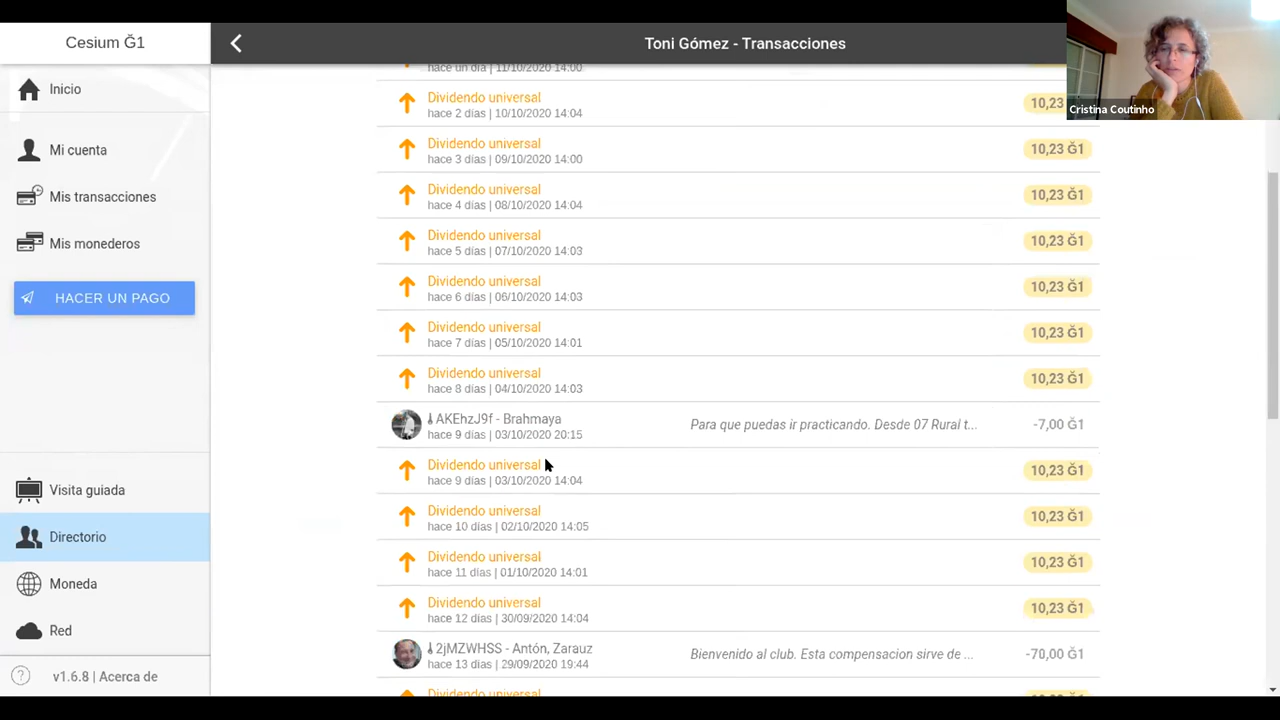 Cesium Ğ1
Inicio
Mi cuenta
Mis transacciones
Mis monederos
HACER UN PAGO
Visita guiada
Directorio
Moneda
Red
? v1.6.8 | Acerca de
Toni Gómez - Transacciones
Cristina Coutinho
hace un día | 11/10/2020 14:00
Dividendo universal
hace 2 días | 10/10/2020 14:04
10,23
Dividendo universal
hace 3 días | 09/10/2020 14:00
10,23 Ğ1
Dividendo universal
hace 4 días | 08/10/2020 14:04
10,23 Ğ1
Dividendo universal
hace 5 días | 07/10/2020 14:03
10,23 Ğ1
Dividendo universal
hace 6 días | 06/10/2020 14:03
10,23 Ğ1
Dividendo universal
hace 7 días | 05/10/2020 14:01
10,23 Ğ1
Dividendo universal
hace 8 días | 04/10/2020 14:03
10,23 Ğ1
AKEhzJ9f - Brahmaya
hace 9 días | 03/10/2020 20:15
Para que puedas ir practicando. Desde 07 Rural t...
-7,00 Ğ1
Dividendo universal
hace 9 días | 03/10/2020 14:04
10,23 Ğ1
Dividendo universal
hace 10 días | 02/10/2020 14:05
10,23 Ğ1
Dividendo universal
hace 11 días | 01/10/2020 14:01
10,23 Ğ1
Dividendo universal
hace 12 días | 30/09/2020 14:04
10,23 Ğ1
2jMZWHSS - Antón, Zarauz
hace 13 días | 29/09/2020 19:44
Bienvenido al club. Esta compensacion sirve de ...
-70,00 Ğ1
Dividendo universal